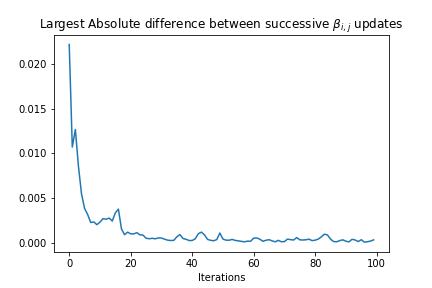 Largest Absolute difference between successive β_{i,j} updates
0.020
0.015
0.010
0.005
0.000
0 20 40 60 80 100
Iterations